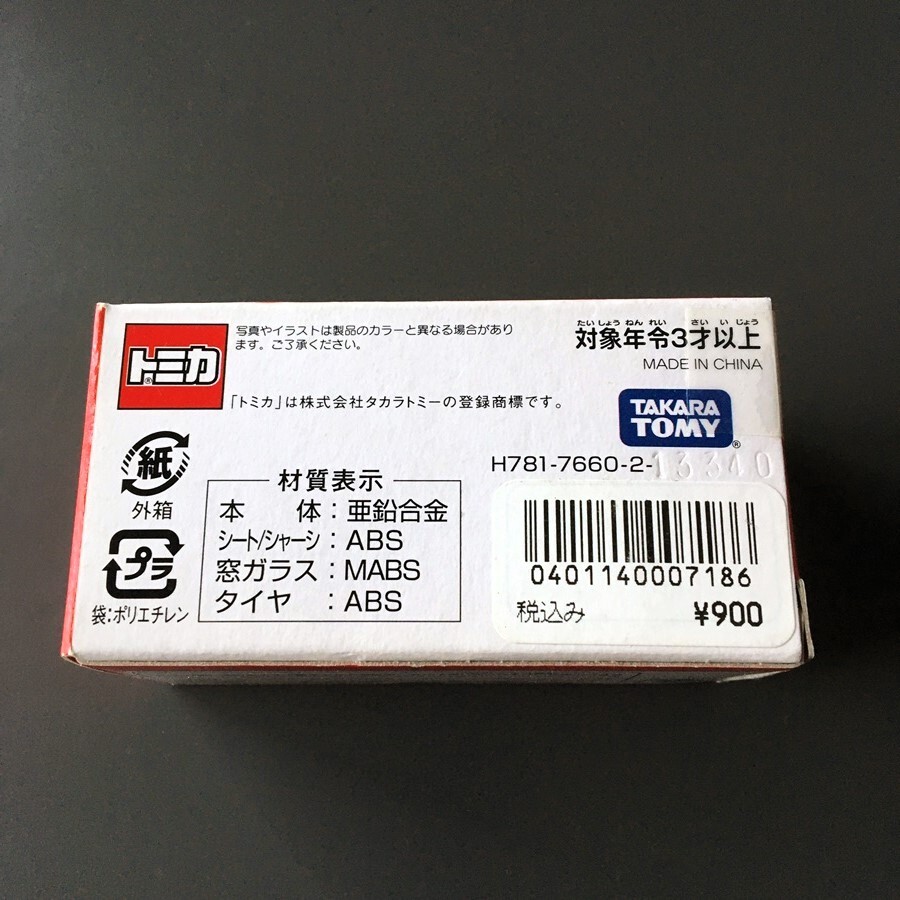 トミカ®
写真やイラストは製品のカラーと異なる場合があり
ます。ご了承ください。
たいしょうねんれい さいいじょう
対象年令3才以上
MADE IN CHINA
「トミカ」は株式会社タカラトミーの登録商標です。
TAKARA
TOMY®
H781-7660-2-13340
紙
外箱
プラ
袋:ポリエチレン
材質表示
本体:亜鉛合金
シート/シャーシ:ABS
窓ガラス:MABS
タイヤ:ABS
0401140007186
税込み ¥900